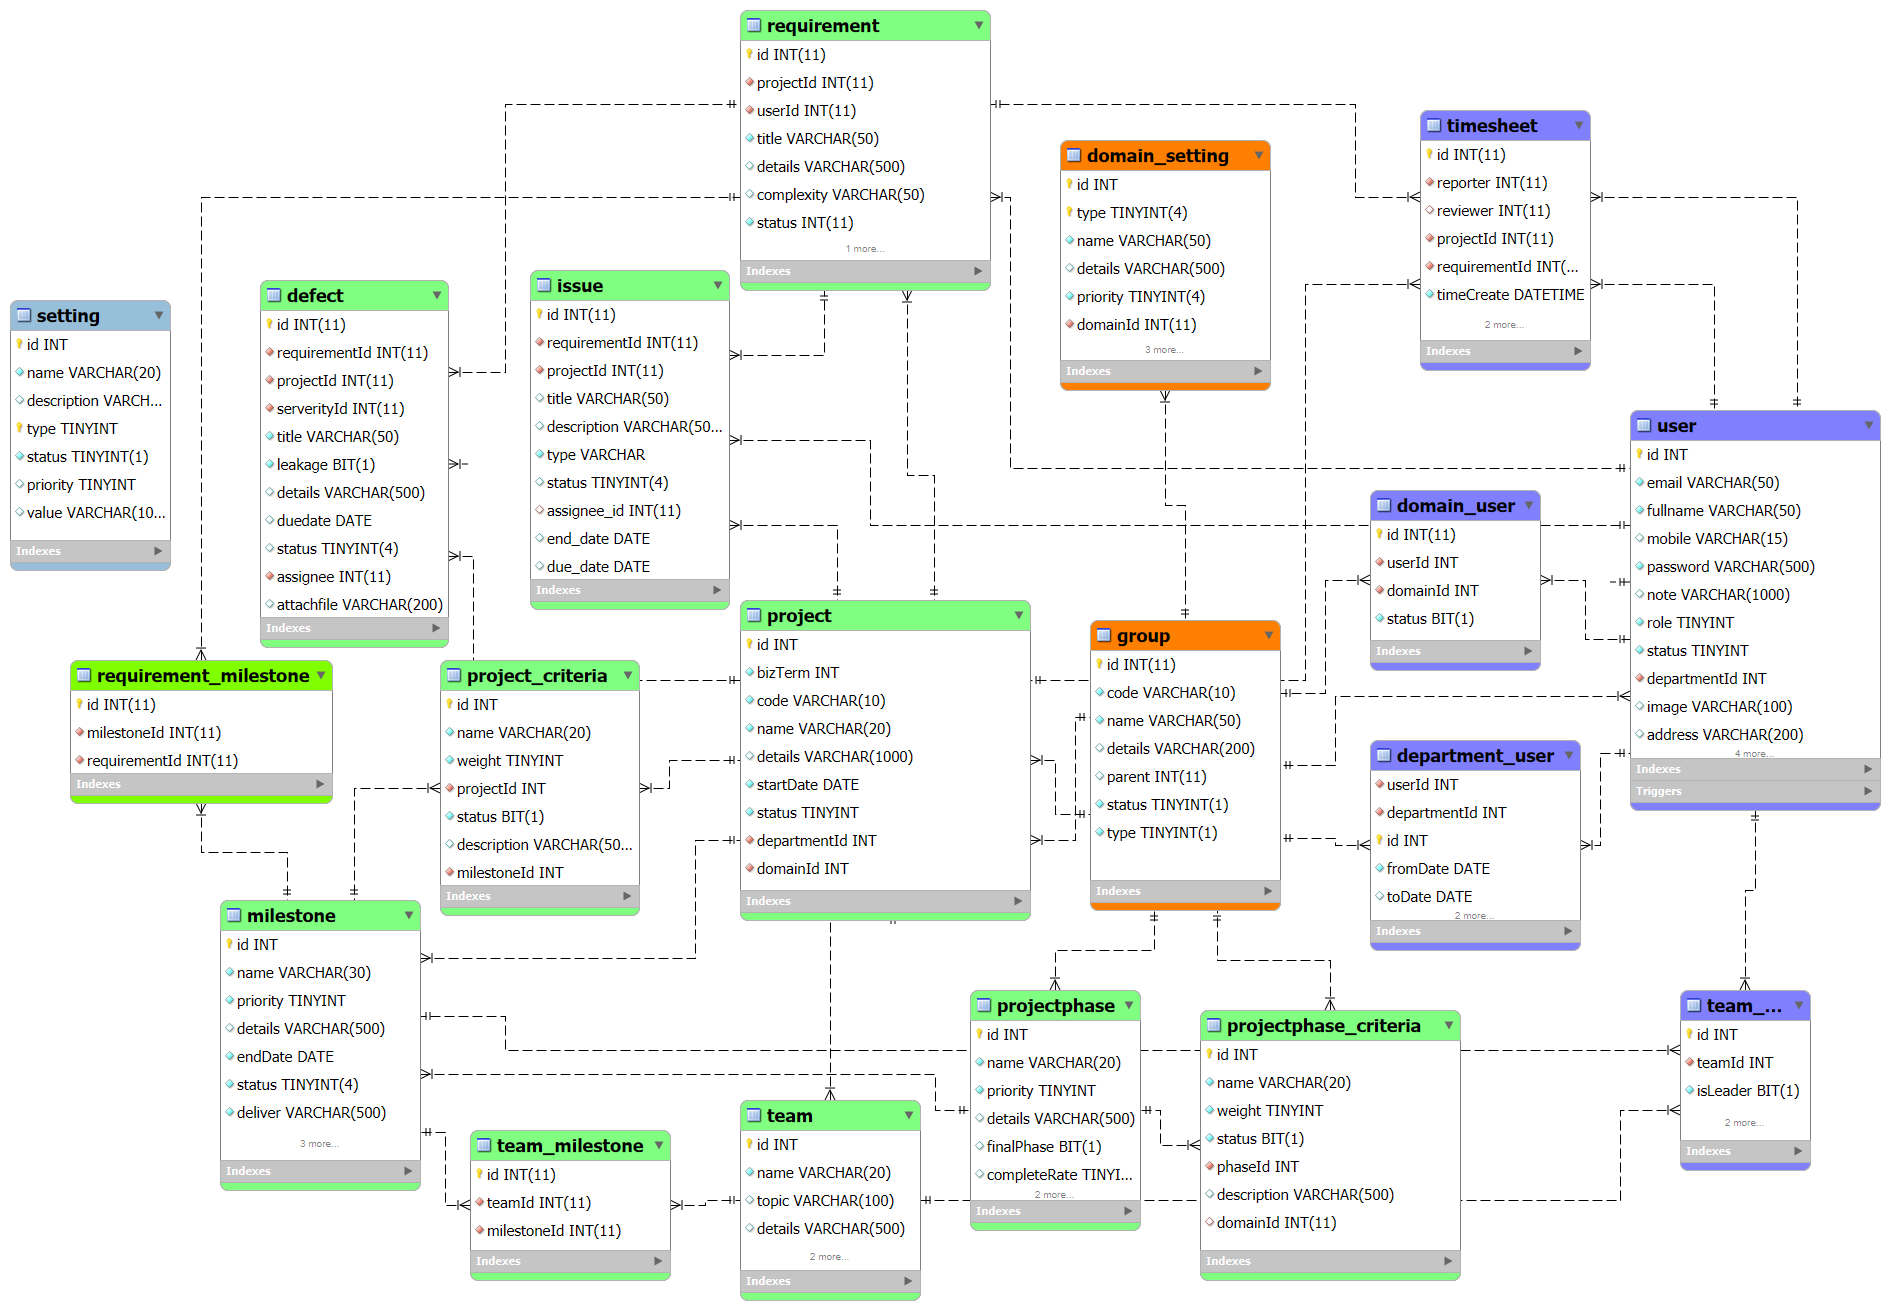 requirement
id INT(11)
projectId INT(11)
userId INT(11)
title VARCHAR(50)
details VARCHAR(500)
complexity VARCHAR(50)
status INT(11)
1 more...
Indexes
timesheet
id INT(11)
reporter INT(11)
reviewer INT(11)
projectId INT(11)
requirementId INT(...
timeCreate DATETIME
2 more...
Indexes
domain_setting
id INT
type TINYINT(4)
name VARCHAR(50)
details VARCHAR(500)
priority TINYINT(4)
domainId INT(11)
3 more...
Indexes
setting
id INT
name VARCHAR(20)
description VARCH...
type TINYINT
status TINYINT(1)
priority TINYINT
value VARCHAR(10...
Indexes
defect
id INT(11)
requirementId INT(11)
projectId INT(11)
serverityId INT(11)
title VARCHAR(50)
leakage BIT(1)
details VARCHAR(500)
duedate DATE
status TINYINT(4)
assignee INT(11)
attachfile VARCHAR(200)
Indexes
issue
id INT(11)
requirementId INT(11)
projectId INT(11)
title VARCHAR(50)
description VARCHAR(50...
type VARCHAR
status TINYINT(4)
assignee_id INT(11)
end_date DATE
due_date DATE
Indexes
user
id INT
email VARCHAR(50)
fullname VARCHAR(50)
mobile VARCHAR(15)
password VARCHAR(500)
note VARCHAR(1000)
role TINYINT
status TINYINT
departmentId INT
image VARCHAR(100)
address VARCHAR(200)
4 more...
Indexes
Triggers
domain_user
id INT(11)
userId INT
domainId INT
status BIT(1)
Indexes
requirement_milestone
id INT(11)
milestoneId INT(11)
requirementId INT(11)
Indexes
project_criteria
id INT
name VARCHAR(20)
weight TINYINT
projectId INT
status BIT(1)
description VARCHAR(50...
milestoneId INT
Indexes
project
id INT
bizTerm INT
code VARCHAR(10)
name VARCHAR(20)
details VARCHAR(1000)
startDate DATE
status TINYINT
departmentId INT
domainId INT
Indexes
group
id INT(11)
code VARCHAR(10)
name VARCHAR(50)
details VARCHAR(200)
parent INT(11)
status TINYINT(1)
type TINYINT(1)
Indexes
department_user
userId INT
departmentId INT
id INT
fromDate DATE
toDate DATE
2 more...
Indexes
milestone
id INT
name VARCHAR(30)
priority TINYINT
details VARCHAR(500)
endDate DATE
status TINYINT(4)
deliver VARCHAR(500)
3 more...
Indexes
team_milestone
id INT(11)
teamId INT(11)
milestoneId INT(11)
Indexes
team
id INT
name VARCHAR(20)
topic VARCHAR(100)
details VARCHAR(500)
2 more...
Indexes
projectphase
id INT
name VARCHAR(20)
priority TINYINT
details VARCHAR(500)
finalPhase BIT(1)
completeRate TINYI...
2 more...
Indexes
projectphase_criteria
id INT
name VARCHAR(20)
weight TINYINT
status BIT(1)
phaseId INT
description VARCHAR(500)
domainId INT(11)
Indexes
team_...
id INT
teamId INT
isLeader BIT(1)
2 more...
Indexes